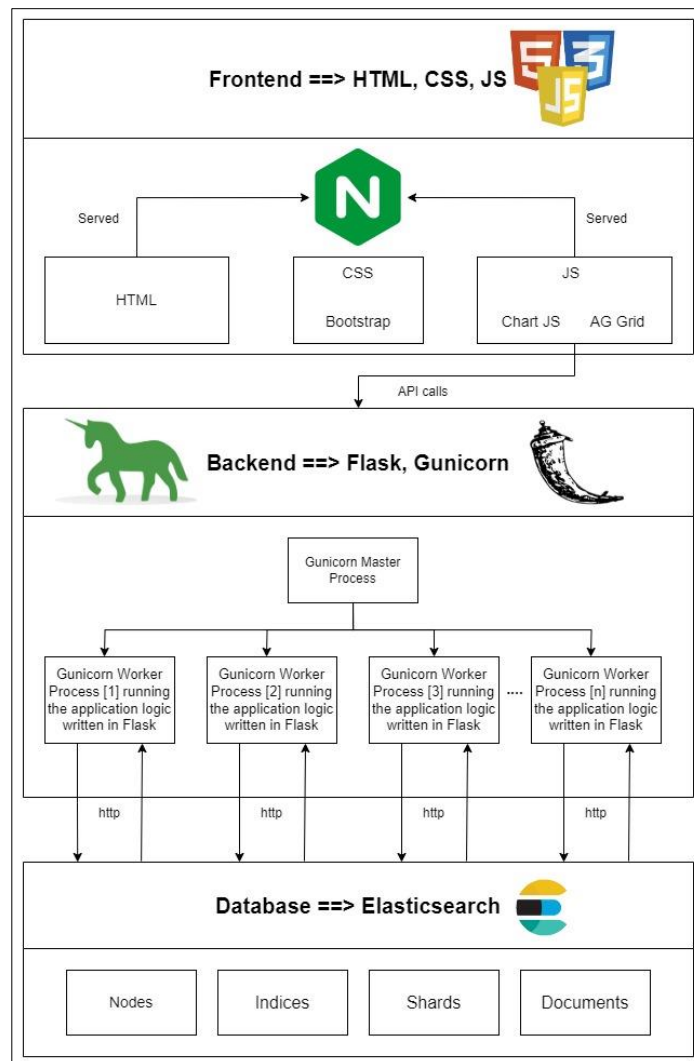 Frontend ==> HTML, CSS, JS
5
3
JS
N
Served
Served
HTML
CSS
Bootstrap
JS
Chart JS AG Grid
API calls
Backend ==> Flask, Gunicorn
Gunicorn Master
Process
Gunicorn Worker
Process [1] running
the application logic
written in Flask
Gunicorn Worker
Process [2] running
the application logic
written in Flask
Gunicorn Worker
Process [3] running
the application logic
written in Flask
....
Gunicorn Worker
Process [n] running
the application logic
written in Flask
http
http
http
http
Database ==> Elasticsearch
Nodes
Indices
Shards
Documents